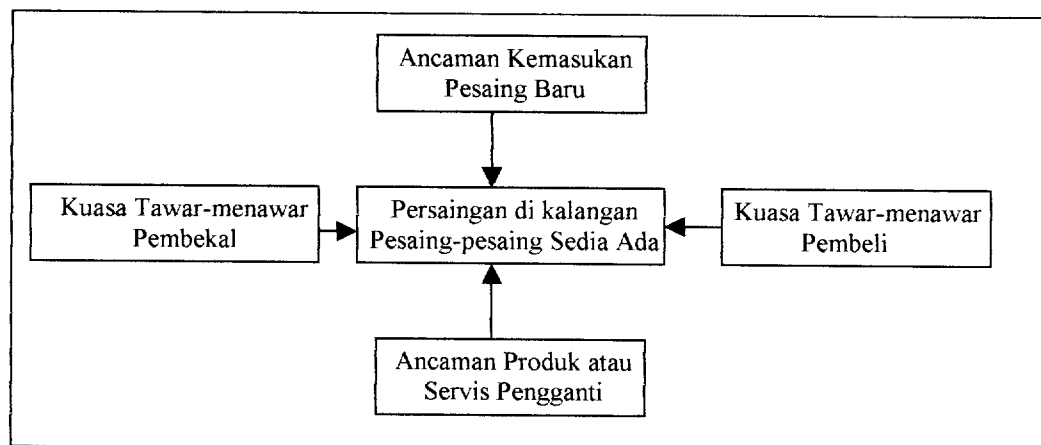 Ancaman Kemasukan
Pesaing Baru
Kuasa Tawar-menawar
Pembekal
Persaingan di kalangan
Pesaing-pesaing Sedia Ada
Kuasa Tawar-menawar
Pembeli
Ancaman Produk atau
Servis Pengganti